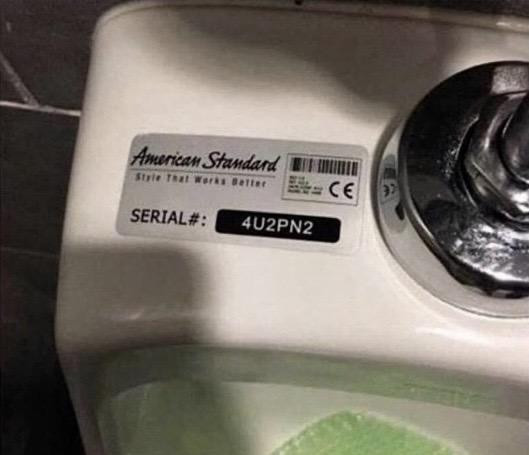 American Standard
Style That Works Better
CE
SERIAL#: 4U2PN2